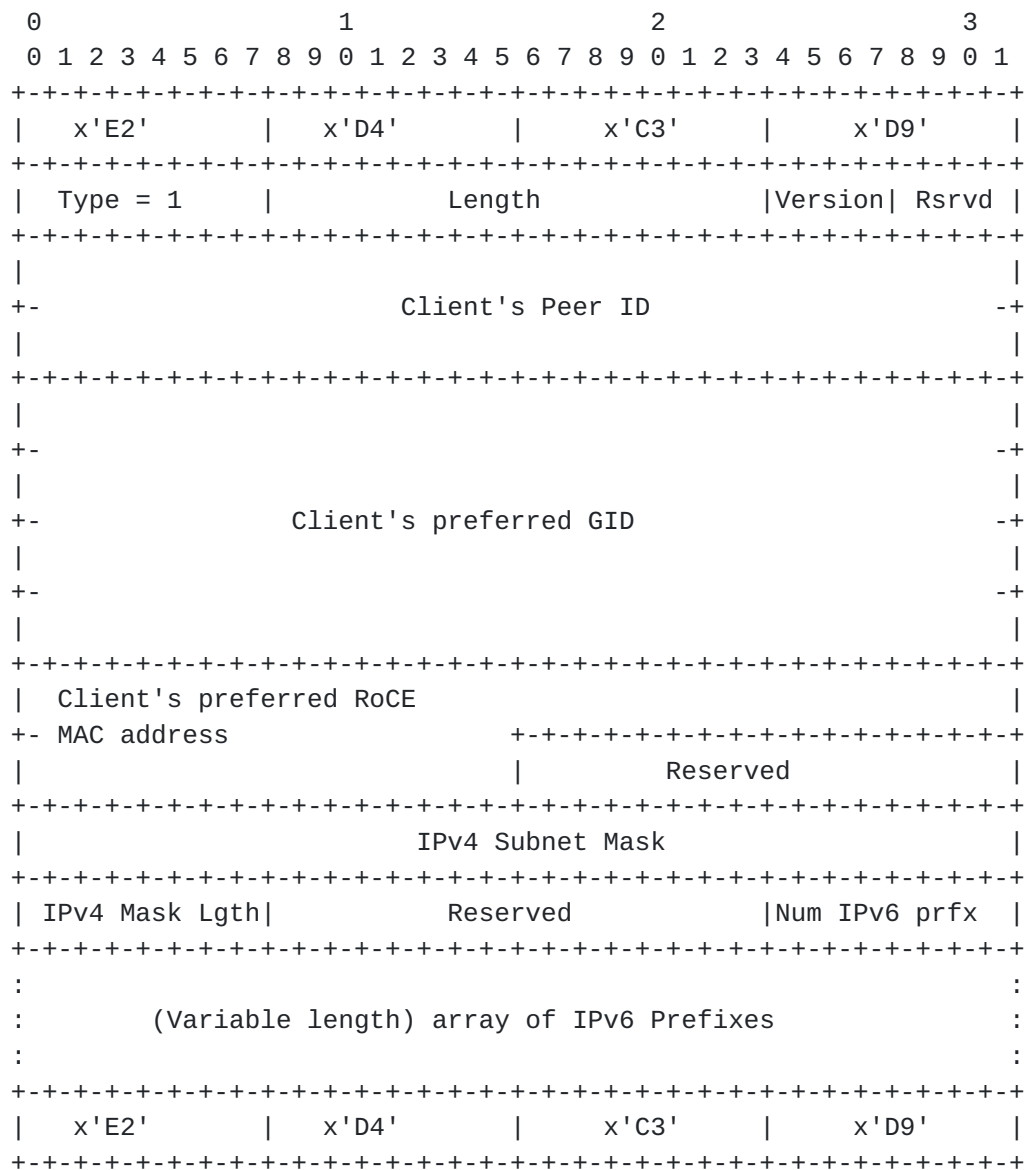 0                   1                   2                   3
 0 1 2 3 4 5 6 7 8 9 0 1 2 3 4 5 6 7 8 9 0 1 2 3 4 5 6 7 8 9 0 1
+-+-+-+-+-+-+-+-+-+-+-+-+-+-+-+-+-+-+-+-+-+-+-+-+-+-+-+-+-+-+-+-+
|   x'E2'       |   x'D4'       |     x'C3'     |     x'D9'     |
+-+-+-+-+-+-+-+-+-+-+-+-+-+-+-+-+-+-+-+-+-+-+-+-+-+-+-+-+-+-+-+-+
|  Type = 1     |           Length              |Version| Rsrvd |
+-+-+-+-+-+-+-+-+-+-+-+-+-+-+-+-+-+-+-+-+-+-+-+-+-+-+-+-+-+-+-+-+
|                                                               |
+-                       Client's Peer ID                      -+
|                                                               |
+-+-+-+-+-+-+-+-+-+-+-+-+-+-+-+-+-+-+-+-+-+-+-+-+-+-+-+-+-+-+-+-+
|                                                               |
+-                                                             -+
|                                                               |
+-                Client's preferred GID                       -+
|                                                               |
+-                                                             -+
|                                                               |
+-+-+-+-+-+-+-+-+-+-+-+-+-+-+-+-+-+-+-+-+-+-+-+-+-+-+-+-+-+-+-+-+
|  Client's preferred RoCE                                      |
+- MAC address                  +-+-+-+-+-+-+-+-+-+-+-+-+-+-+-+-+
|                               |         Reserved              |
+-+-+-+-+-+-+-+-+-+-+-+-+-+-+-+-+-+-+-+-+-+-+-+-+-+-+-+-+-+-+-+-+
|                         IPv4 Subnet Mask                      |
+-+-+-+-+-+-+-+-+-+-+-+-+-+-+-+-+-+-+-+-+-+-+-+-+-+-+-+-+-+-+-+-+
| IPv4 Mask Lgth|           Reserved            |Num IPv6 prfx  |
+-+-+-+-+-+-+-+-+-+-+-+-+-+-+-+-+-+-+-+-+-+-+-+-+-+-+-+-+-+-+-+-+
:                                                               :
:        (Variable length) array of IPv6 Prefixes               :
:                                                               :
+-+-+-+-+-+-+-+-+-+-+-+-+-+-+-+-+-+-+-+-+-+-+-+-+-+-+-+-+-+-+-+-+
|   x'E2'       |   x'D4'       |     x'C3'     |     x'D9'     |
+-+-+-+-+-+-+-+-+-+-+-+-+-+-+-+-+-+-+-+-+-+-+-+-+-+-+-+-+-+-+-+-+